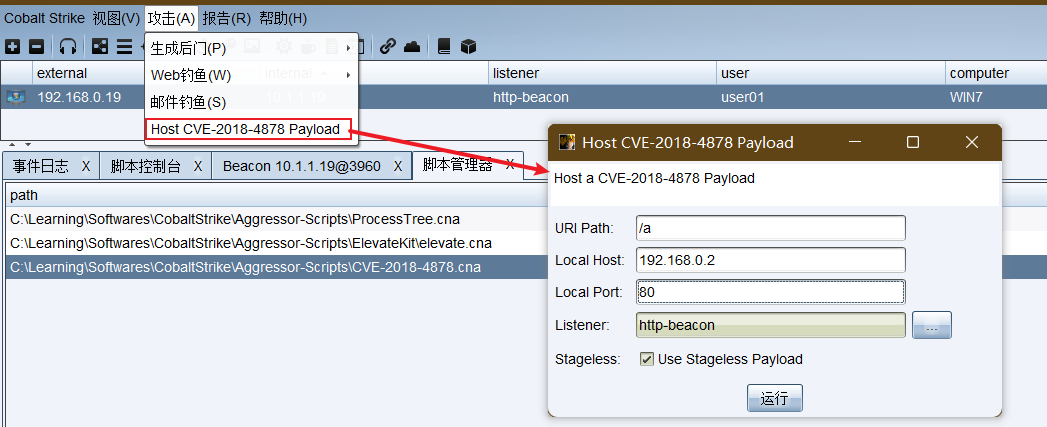 Cobalt Strike 视图(V) 攻击(A) 报告(R) 帮助(H)
生成后门(P)
Web钓鱼(W)
邮件钓鱼(S)
Host CVE-2018-4878 Payload
external internal listener user computer
192.168.0.19 10.1.1.19 http-beacon user01 WIN7
事件日志 X 脚本控制台 X Beacon 10.1.1.19@3960 X 脚本管理器 X
path
C:\Learning\Softwares\CobaltStrike\Aggressor-Scripts\ProcessTree.cna
C:\Learning\Softwares\CobaltStrike\Aggressor-Scripts\ElevateKit\elevate.cna
C:\Learning\Softwares\CobaltStrike\Aggressor-Scripts\CVE-2018-4878.cna
Host CVE-2018-4878 Payload
Host a CVE-2018-4878 Payload
URI Path: /a
Local Host: 192.168.0.2
Local Port: 80
Listener: http-beacon ...
Stageless: Use Stageless Payload
运行